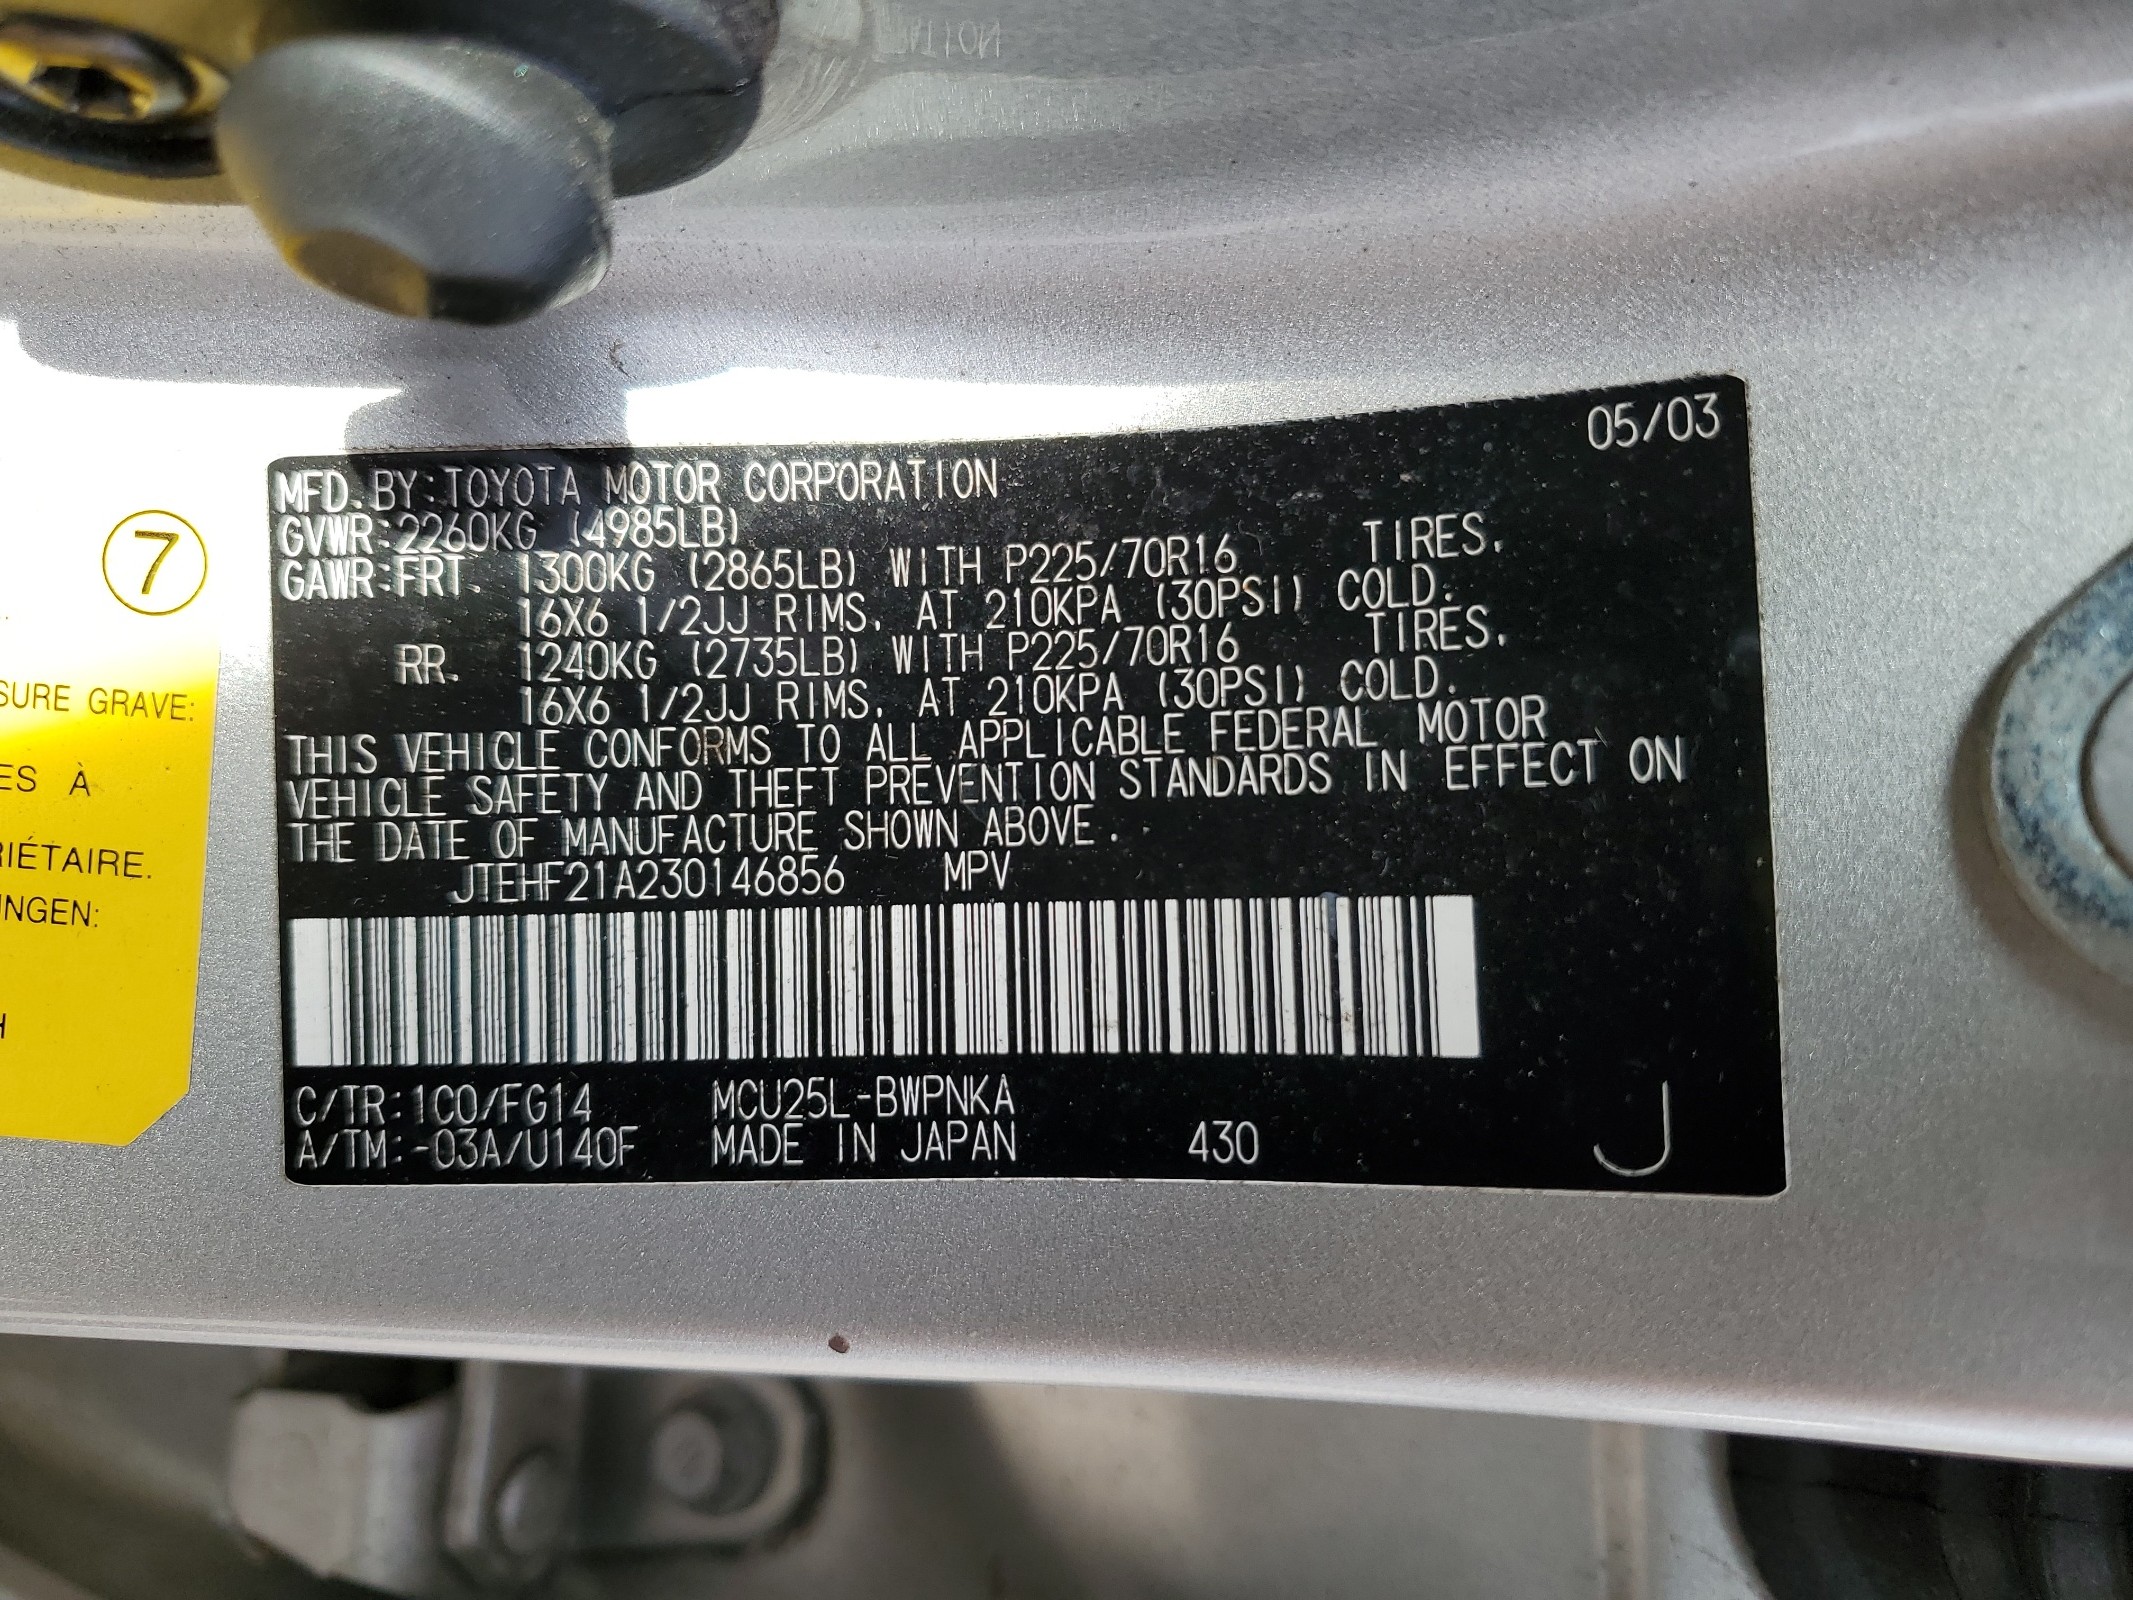 05/03
MFD. BY: TOYOTA MOTOR CORPORATION
GVWR: 2260KG (4985LB)
GAWR: FRT. 1300KG (2865LB) WITH P225/70R16 TIRES,
16X6 1/2JJ RIMS, AT 210KPA (30PSI) COLD.
RR. 1240KG (2735LB) WITH P225/70R16 TIRES,
16X6 1/2JJ RIMS, AT 210KPA (30PSI) COLD.
THIS VEHICLE CONFORMS TO ALL APPLICABLE FEDERAL MOTOR
VEHICLE SAFETY AND THEFT PREVENTION STANDARDS IN EFFECT ON
THE DATE OF MANUFACTURE SHOWN ABOVE.
JTEHF21A230146856 MPV
C/TR: 1C0/FG14 MCU25L-BWPNKA
A/TM: -03A/U140F MADE IN JAPAN 430 J
7
SURE GRAVE:
ES À
RIÉTAIRE.
UNGEN:
H